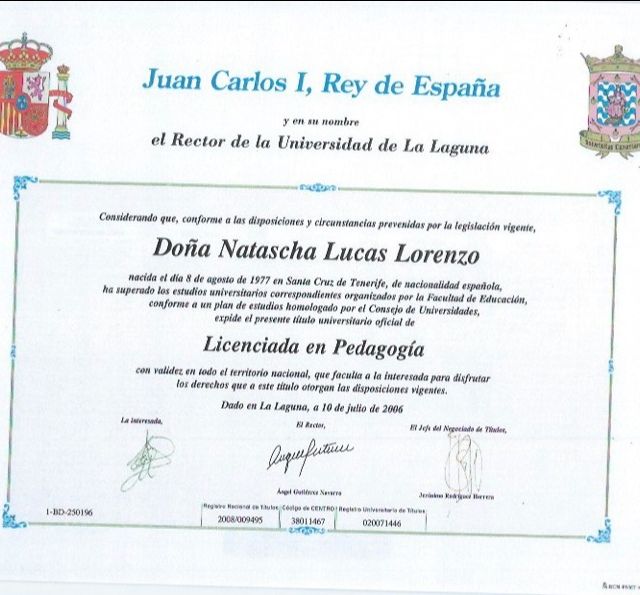 Juan Carlos I, Rey de España
y en su nombre
el Rector de la Universidad de La Laguna
Considerando que, conforme a las disposiciones y circunstancias prevenidas por la legislación vigente,
Doña Natascha Lucas Lorenzo
nacida el día 8 de agosto de 1977 en Santa Cruz de Tenerife, de nacionalidad española,
ha superado los estudios universitarios correspondientes organizados por la Facultad de Educación,
conforme a un plan de estudios homologado por el Consejo de Universidades,
expide el presente título universitario oficial de
Licenciada en Pedagogía
con validez en todo el territorio nacional, que faculta a la interesada para disfrutar
los derechos que a este título otorgan las disposiciones vigentes.
Dado en La Laguna, a 10 de julio de 2006
La interesada, El Rector, El Jefe del Negociado de Títulos,
Ángel Gutiérrez Navarro Jerónimo Rodríguez Herrera
1-BD-250196
Registro Nacional de Títulos Código de CENTRO Registro Universitario de Títulos
2008/009495 38011467 020071446